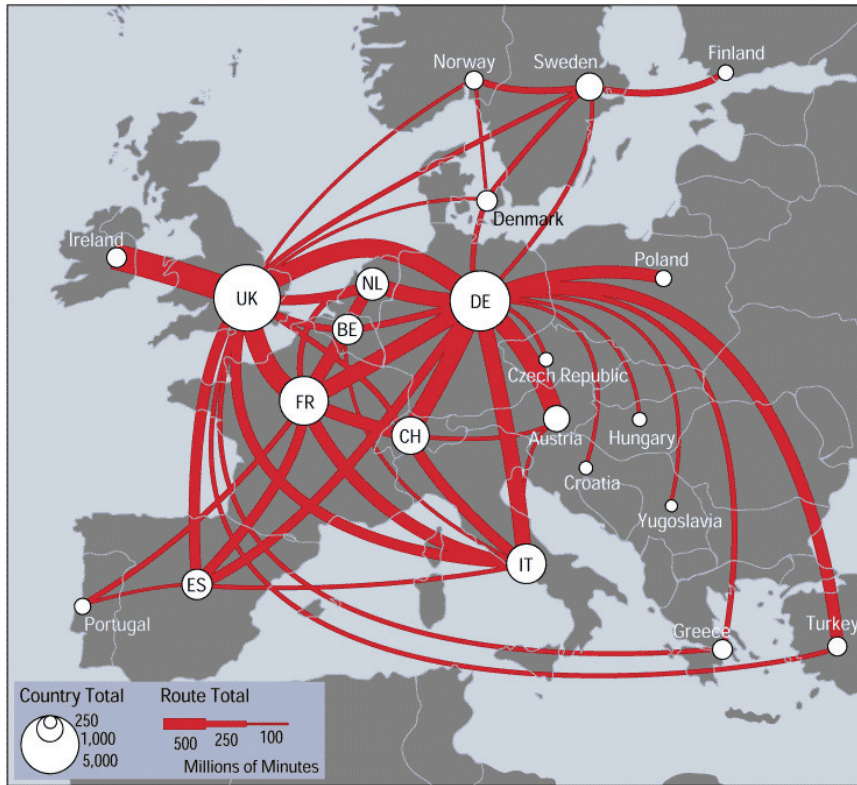 Finland
Norway
Sweden
Denmark
Ireland
Poland
NL
UK
DE
BE
Czech Republic
FR
CH
Austria
Hungary
Croatia
Yugoslavia
IT
ES
Portugal
Greece
Turkey
Country Total
Route Total
250
1,000
5,000
500
250
100
Millions of Minutes